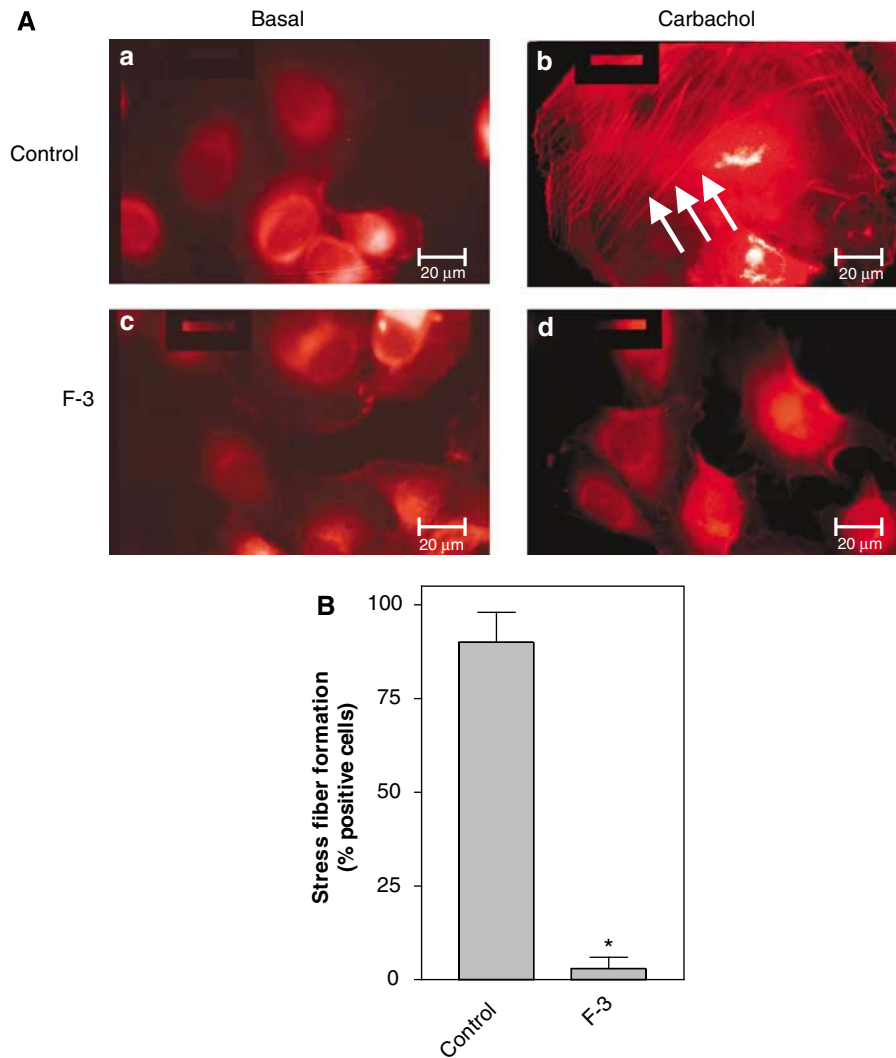 A
Basal
Carbachol
Control
a
20 μm
b
20 μm
F-3
c
20 μm
d
20 μm
B
Stress fiber formation
(% positive cells)
100
75
50
25
0
*
Control
F-3